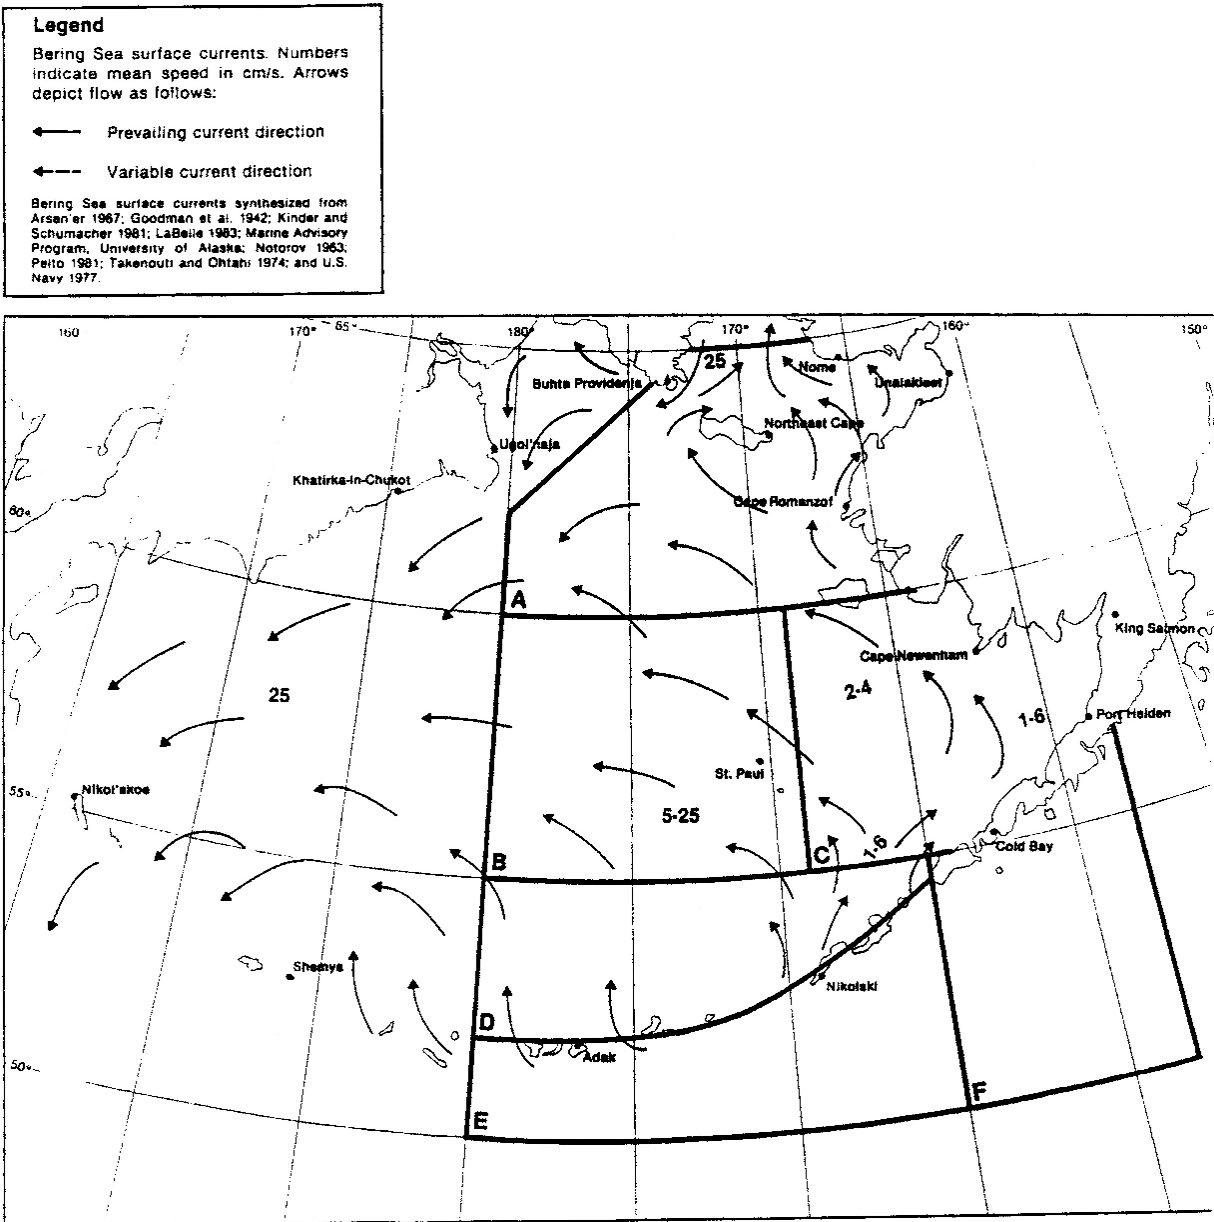 Legend
Bering Sea surface currents. Numbers
indicate mean speed in cm/s. Arrows
depict flow as follows:
Prevailing current direction
Variable current direction
Bering Sea surface currents synthesized from
Arsen'er 1967; Goodman et al. 1942; Kinder and
Schumacher 1981; LaBelle 1983; Marine Advisory
Program, University of Alaska; Notorov 1963;
Pelto 1981; Takenouti and Ohtahi 1974; and U.S.
Navy 1977.
160
170°
65°
180°
170°
160°
150°
25
Nome
Unalakleet
Buhta Providenja
Northeast Cape
Ugol'naja
Khatirka-in-Chukot
Cape Romanzof
60°
A
King Salmon
Cape Newenham
2-4
25
1-6
Port Heiden
St. Paul
Nikol'skoe
55°
5-25
1-6
Cold Bay
B
C
Shemya
Nikolski
D
Adak
50°
E
F